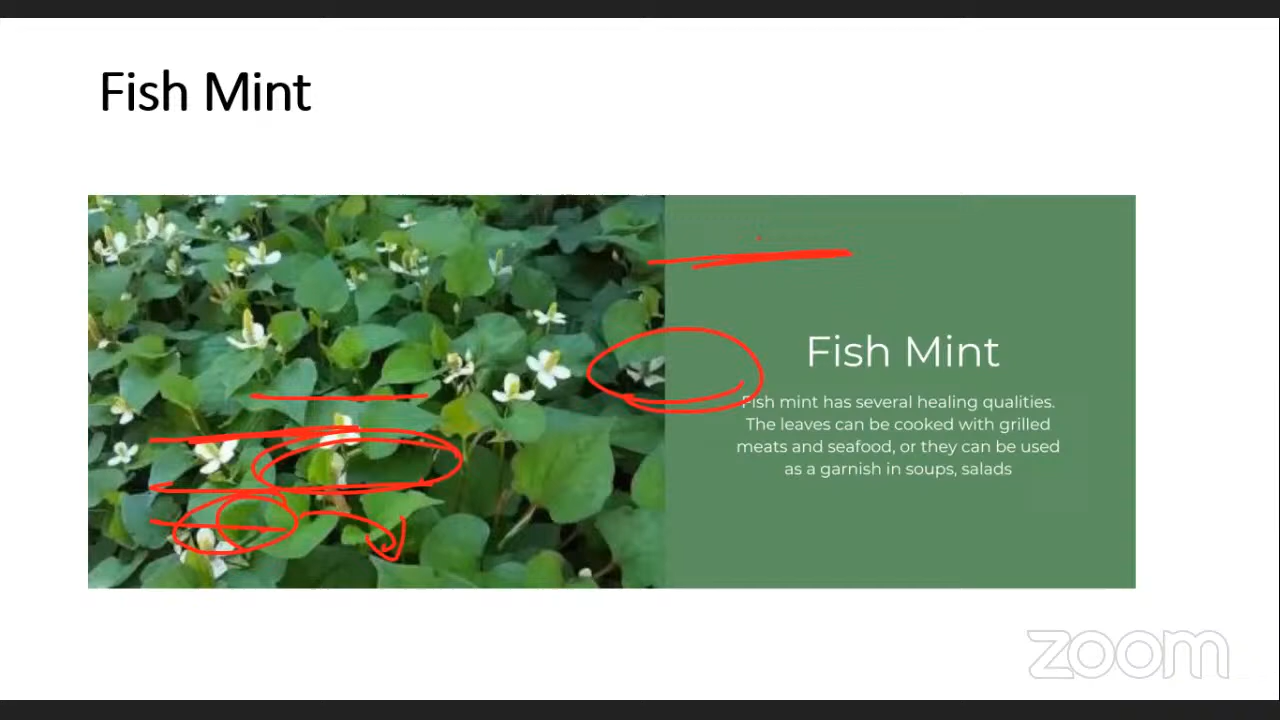 Fish Mint
Fish Mint
Fish mint has several healing qualities.
The leaves can be cooked with grilled
meats and seafood, or they can be used
as a garnish in soups, salads
zoom